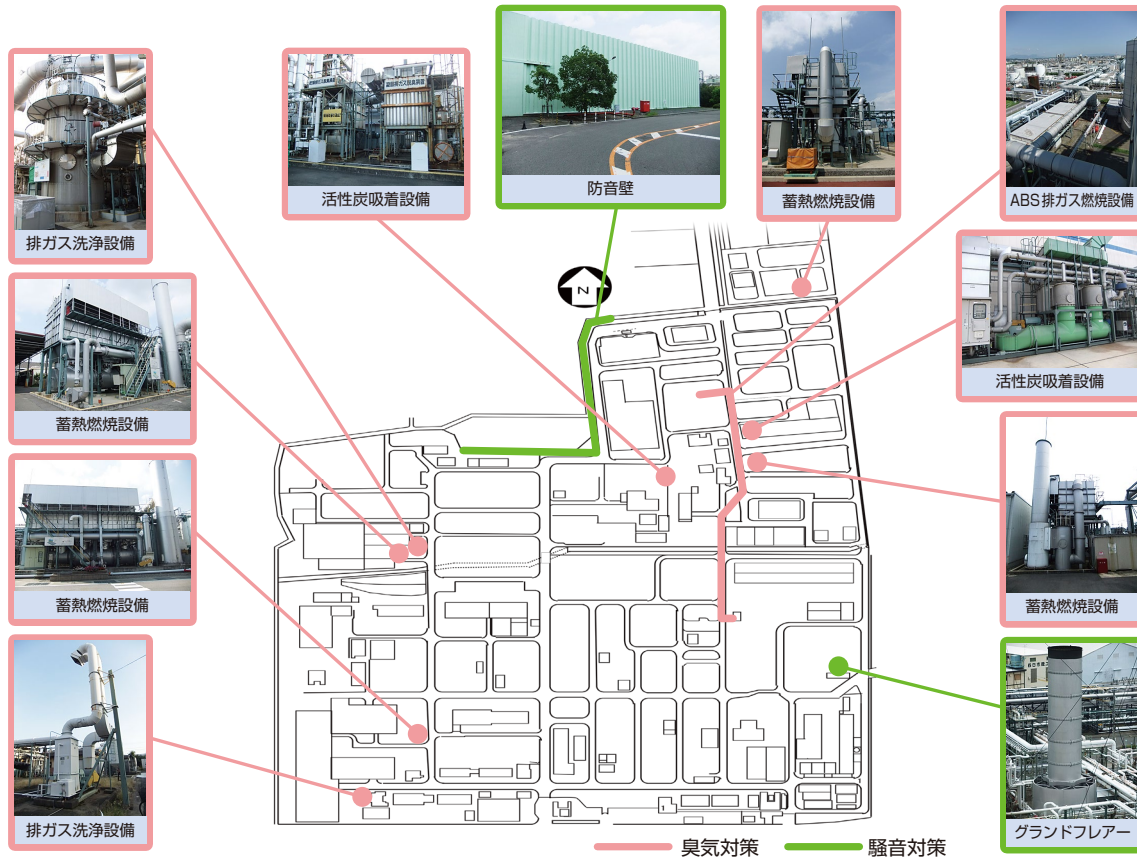 排ガス洗浄設備
活性炭吸着設備
防音壁
蓄熱燃焼設備
ABS排ガス燃焼設備
蓄熱燃焼設備
活性炭吸着設備
蓄熱燃焼設備
蓄熱燃焼設備
排ガス洗浄設備
グランドフレアー
N
臭気対策
騒音対策